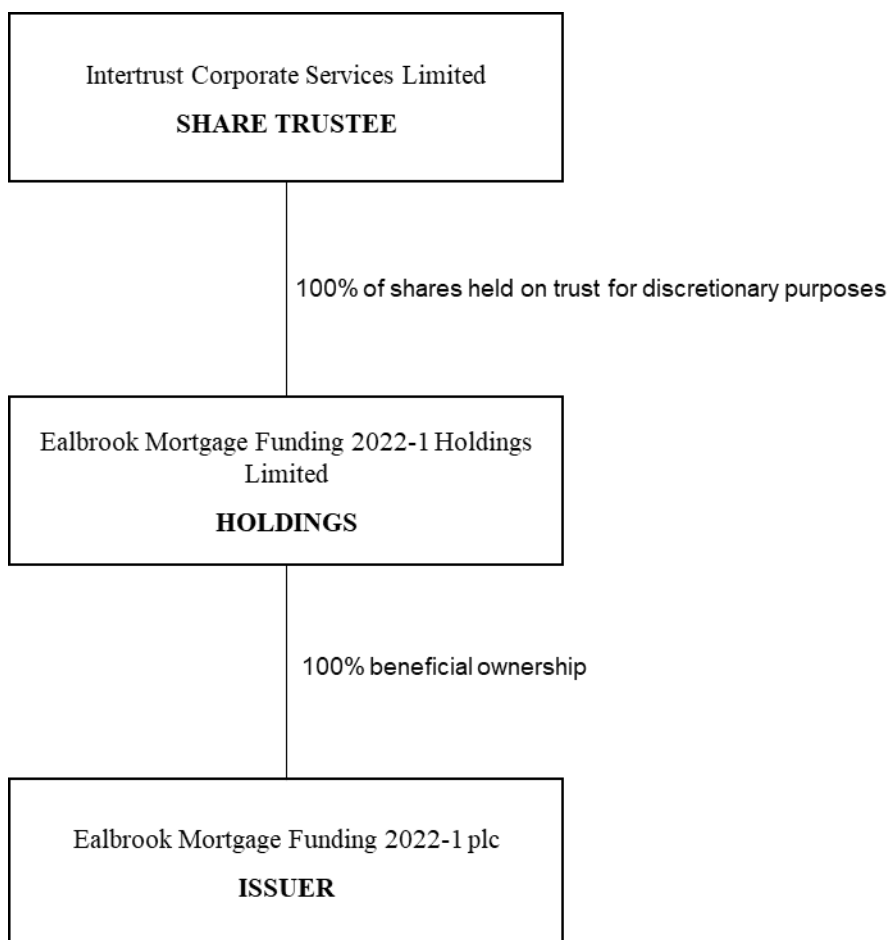 Intertrust Corporate Services Limited
SHARE TRUSTEE
100% of shares held on trust for discretionary purposes
Ealbrook Mortgage Funding 2022-1 Holdings
Limited
HOLDINGS
100% beneficial ownership
Ealbrook Mortgage Funding 2022-1 plc
ISSUER